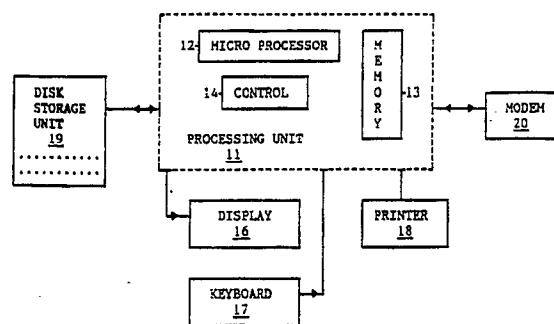 12 MICRO PROCESSOR
14 CONTROL
MEMORY 13
PROCESSING UNIT
11
DISK
STORAGE
UNIT
19
MODEM
20
DISPLAY
16
PRINTER
18
KEYBOARD
17